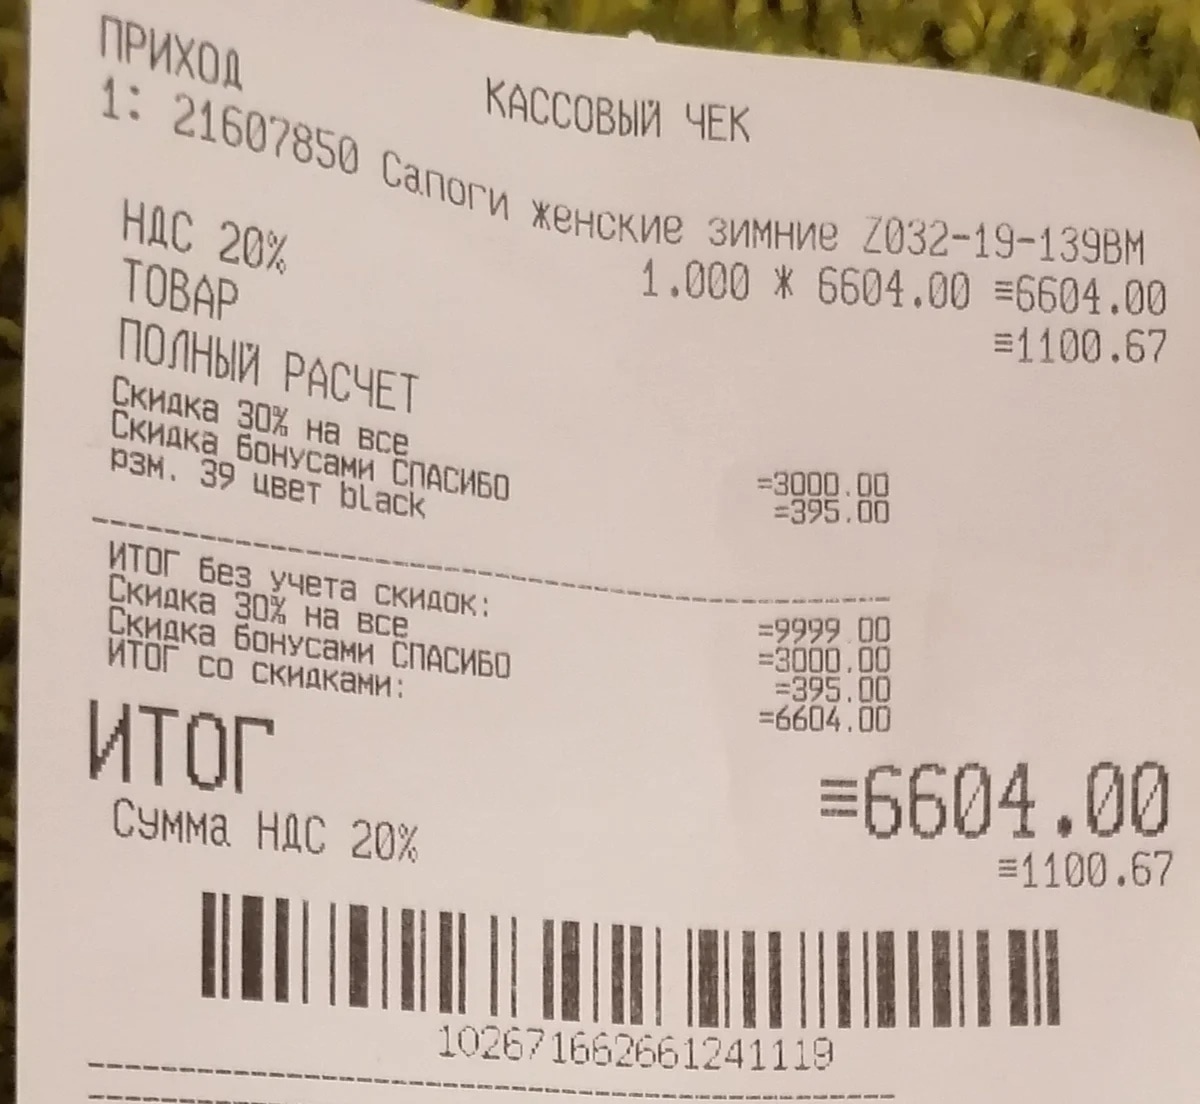 ПРИХОД
КАССОВЫЙ ЧЕК
1: 21607850 Сапоги женские зимние Z032-19-139BM
1.000 * 6604.00 ≡6604.00
НДС 20% ≡1100.67
ТОВАР
ПОЛНЫЙ РАСЧЕТ
Скидка 30% на все =3000.00
Скидка бонусами СПАСИБО =395.00
рзм. 39 цвет black
ИТОГ без учета скидок: =9999.00
Скидка 30% на все =3000.00
Скидка бонусами СПАСИБО =395.00
ИТОГ со скидками: =6604.00
ИТОГ ≡6604.00
Сумма НДС 20% ≡1100.67
102671662661241119